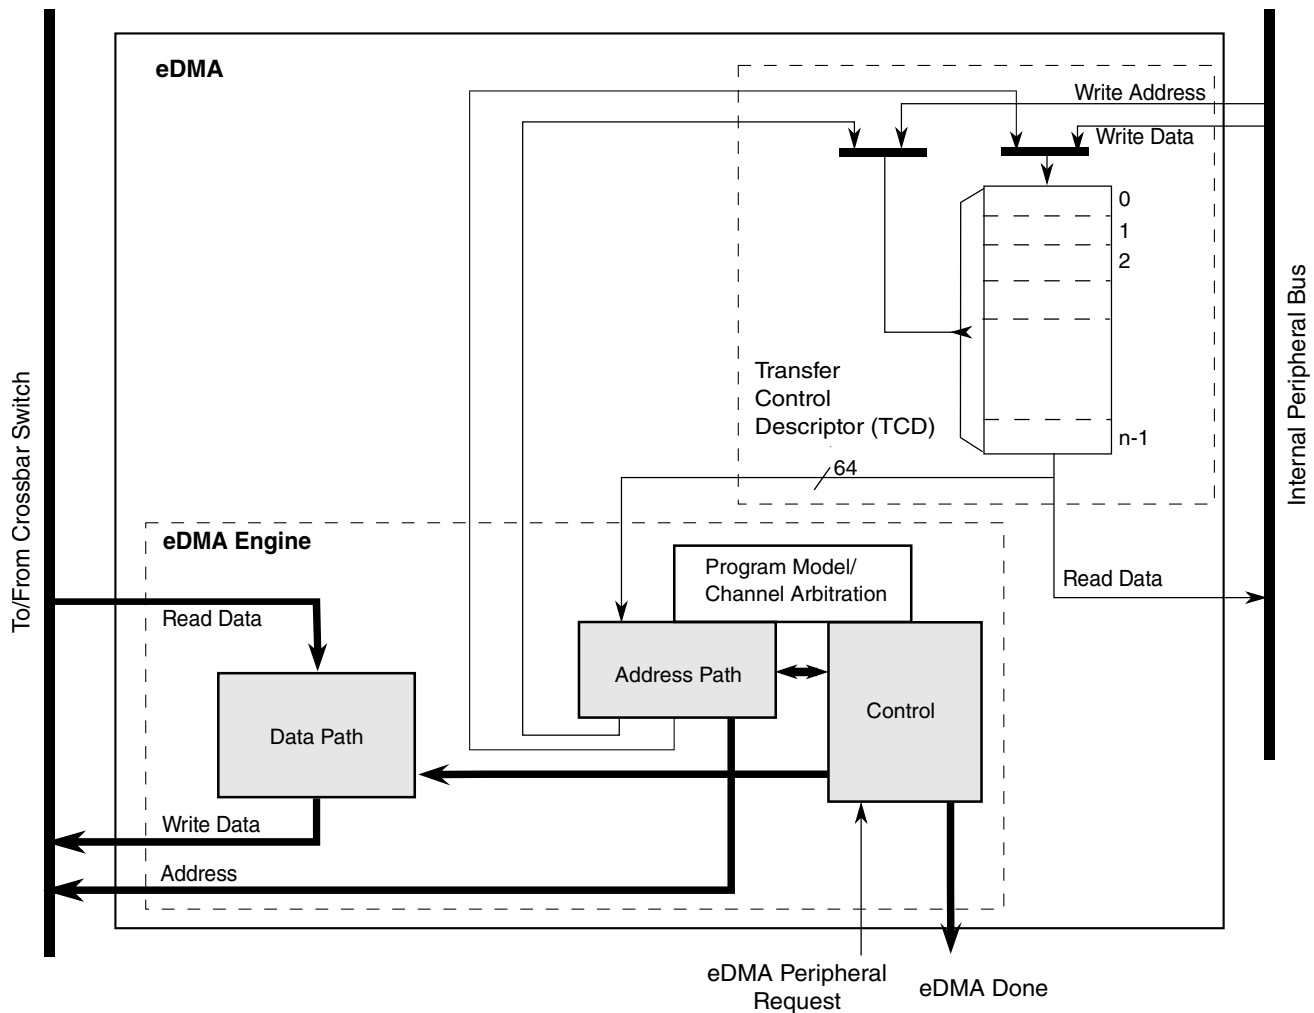 eDMA
Write Address
Write Data
0
1
2
n-1
Transfer
Control
Descriptor (TCD)
64
To/From Crossbar Switch
Internal Peripheral Bus
eDMA Engine
Program Model/
Channel Arbitration
Read Data
Read Data
Address Path
Control
Data Path
Write Data
Address
eDMA Peripheral
Request
eDMA Done